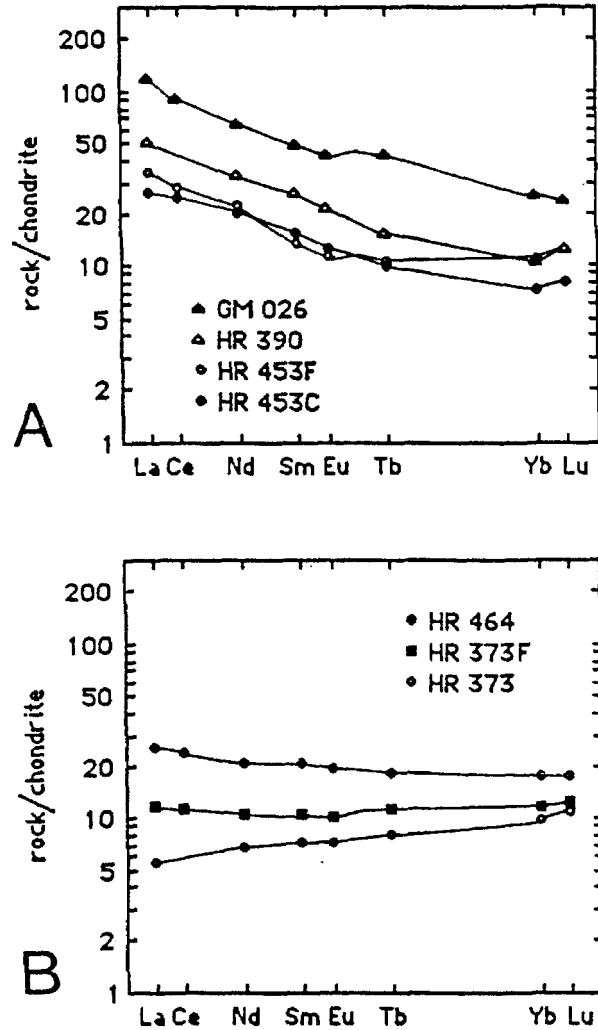 200
100
50
20
10
5
2
1
rock/chondrite
GM 026
HR 390
HR 453F
HR 453C
A
La Ce Nd Sm Eu Tb Yb Lu
200
100
50
20
10
5
2
1
rock/chondrite
HR 464
HR 373F
HR 373
B
La Ce Nd Sm Eu Tb Yb Lu